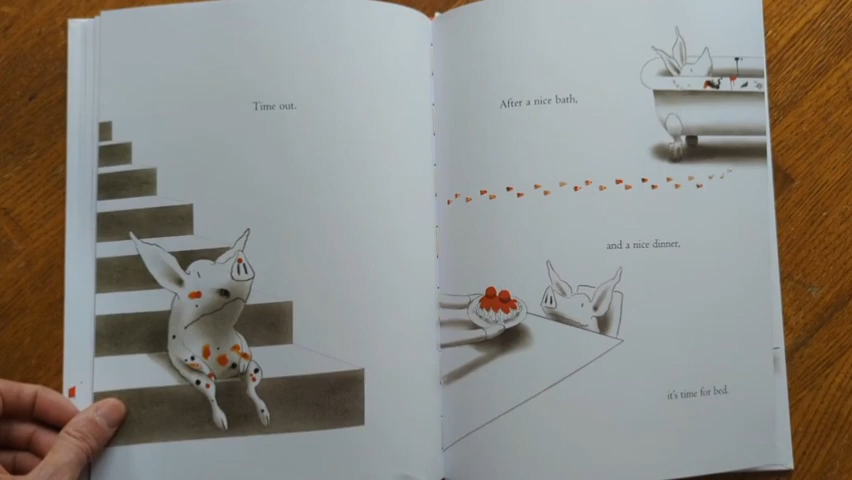 Time out.
After a nice bath,
and a nice dinner,
it's time for bed.